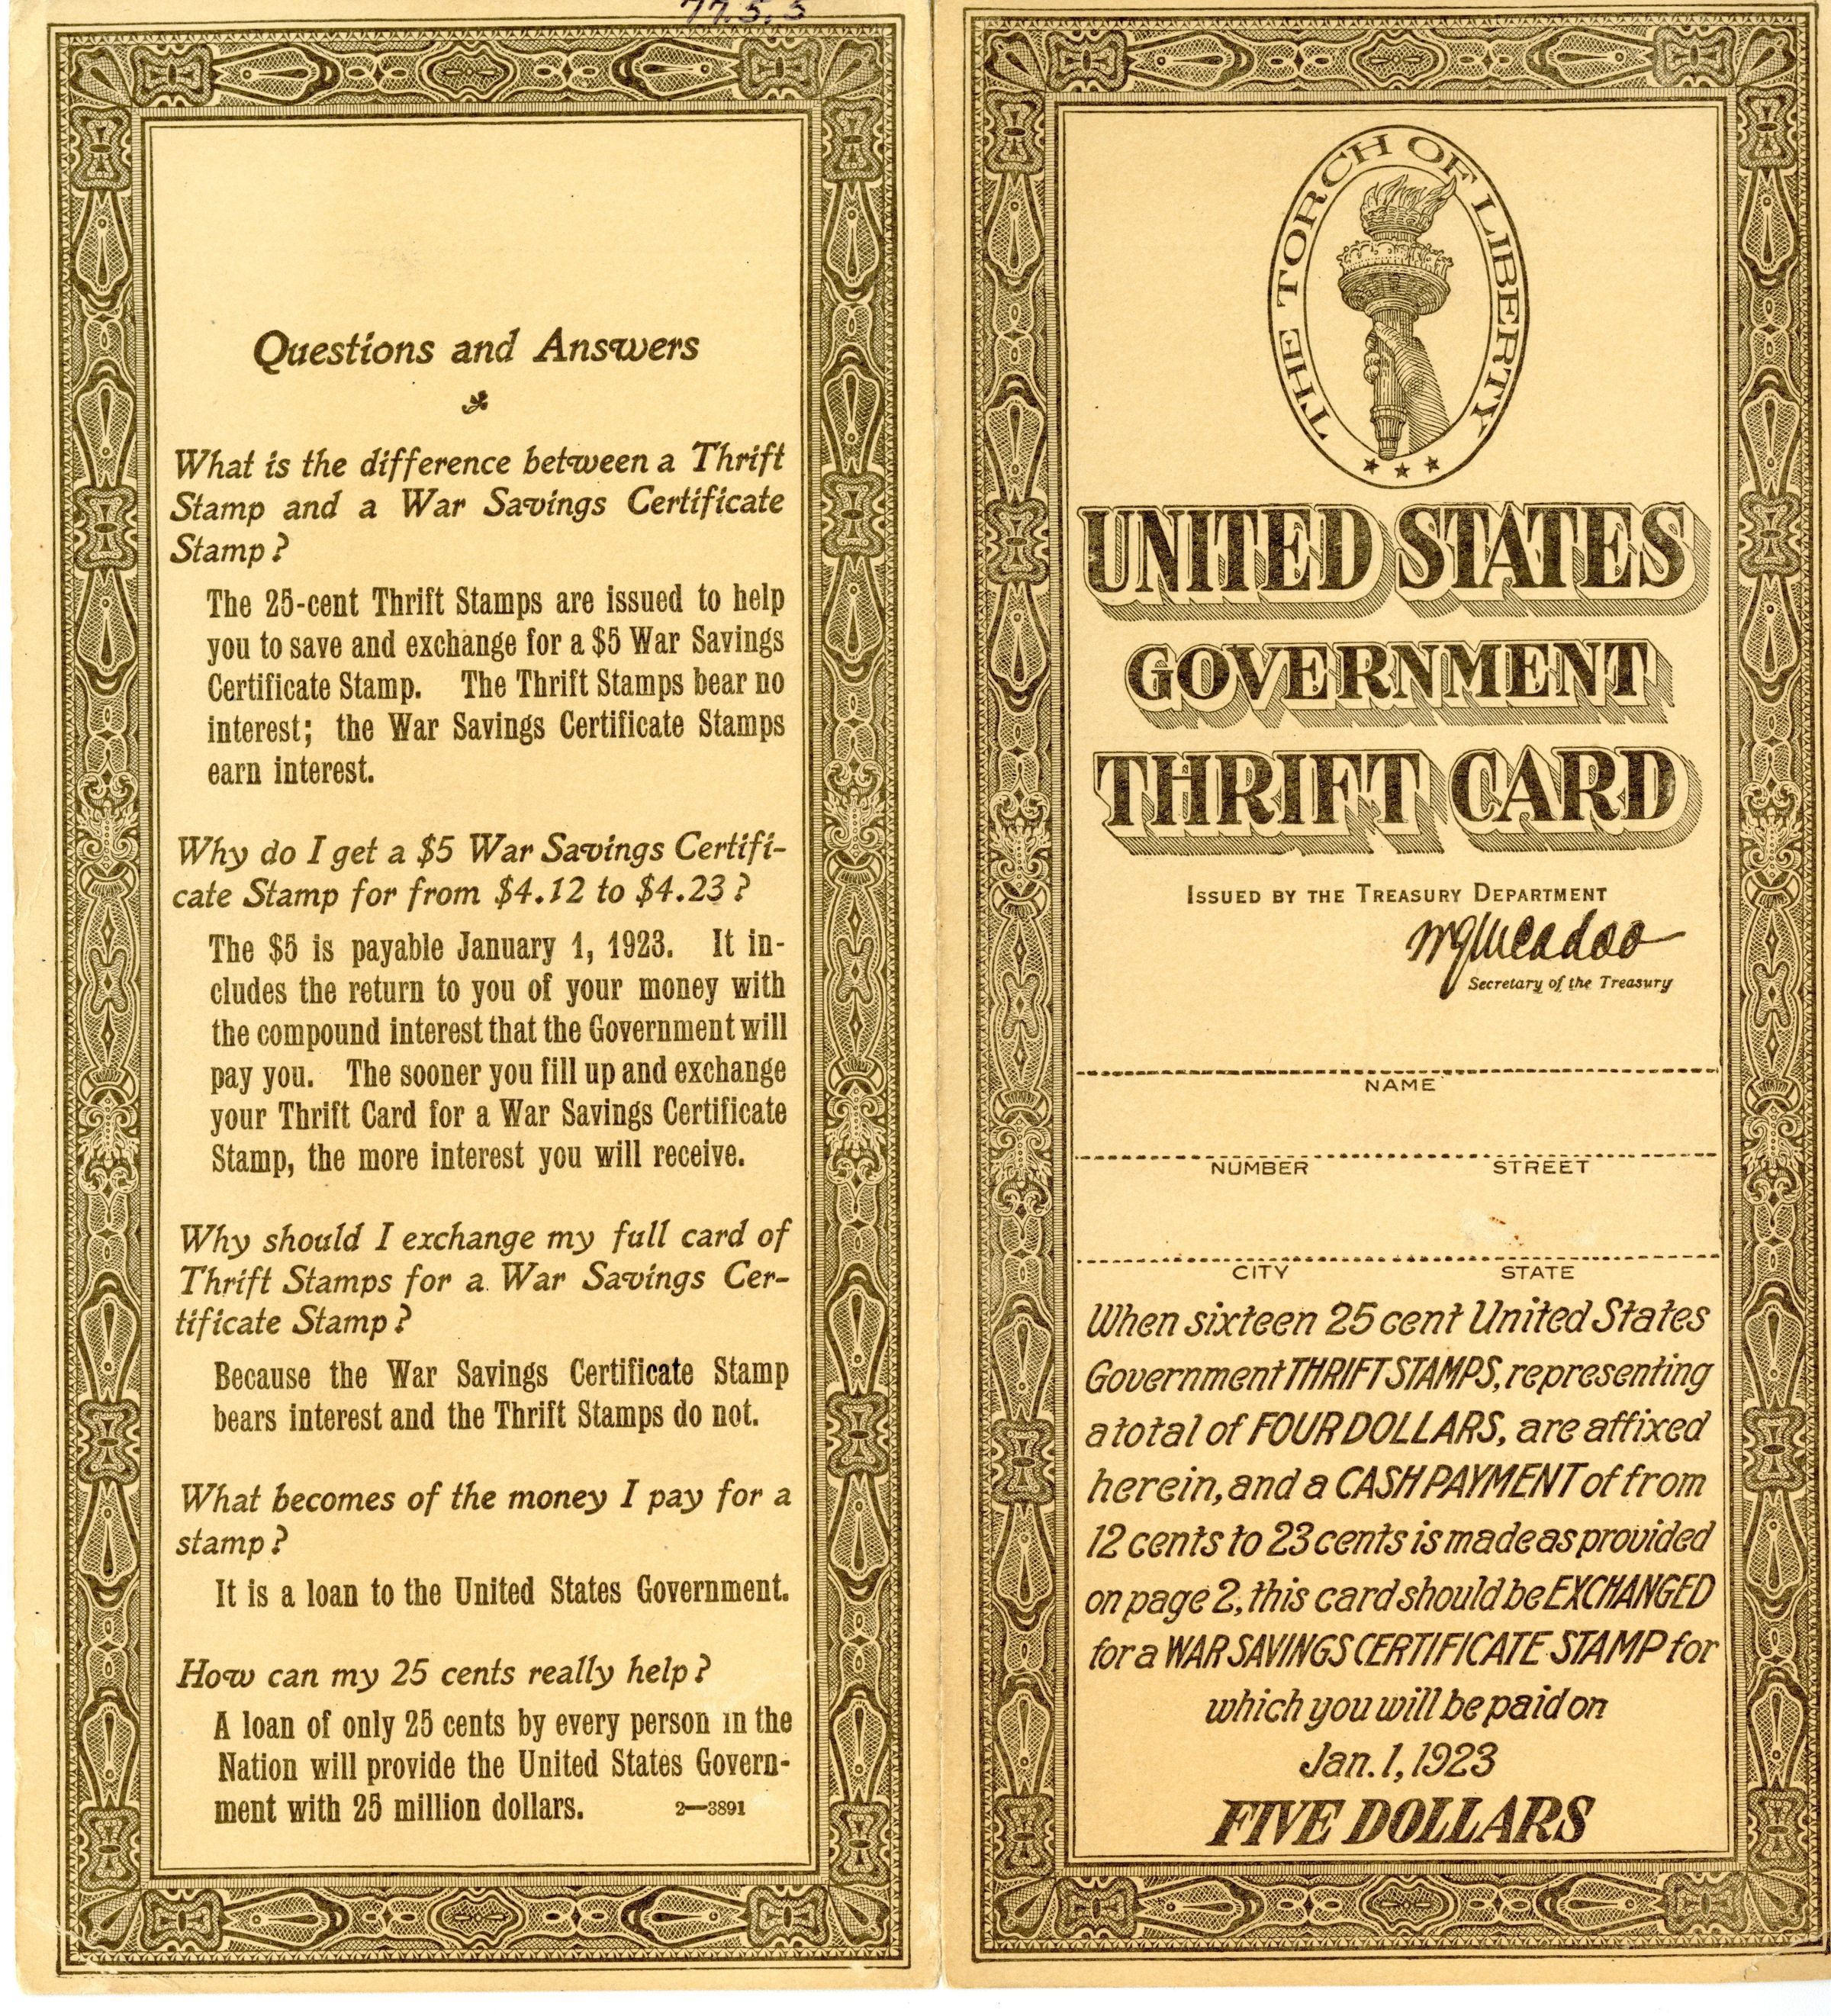 77.5.5
Questions and Answers
What is the difference between a Thrift
Stamp and a War Savings Certificate
Stamp?
The 25-cent Thrift Stamps are issued to help
you to save and exchange for a $5 War Savings
Certificate Stamp. The Thrift Stamps bear no
interest; the War Savings Certificate Stamps
earn interest.
Why do I get a $5 War Savings Certifi-
cate Stamp for from $4.12 to $4.23?
The $5 is payable January 1, 1923. It in-
cludes the return to you of your money with
the compound interest that the Government will
pay you. The sooner you fill up and exchange
your Thrift Card for a War Savings Certificate
Stamp, the more interest you will receive.
Why should I exchange my full card of
Thrift Stamps for a War Savings Cer-
tificate Stamp?
Because the War Savings Certificate Stamp
bears interest and the Thrift Stamps do not.
What becomes of the money I pay for a
stamp?
It is a loan to the United States Government.
How can my 25 cents really help?
A loan of only 25 cents by every person in the
Nation will provide the United States Govern-
ment with 25 million dollars. 2—3891
THE TORCH OF LIBERTY
UNITED STATES
GOVERNMENT
THRIFT CARD
ISSUED BY THE TREASURY DEPARTMENT
WGMcAdoo
Secretary of the Treasury
NAME
NUMBER STREET
CITY STATE
When sixteen 25 cent United States
Government THRIFT STAMPS, representing
a total of FOUR DOLLARS, are affixed
herein, and a CASH PAYMENT of from
12 cents to 23 cents is made as provided
on page 2, this card should be EXCHANGED
for a WAR SAVINGS CERTIFICATE STAMP for
which you will be paid on
Jan. 1, 1923
FIVE DOLLARS